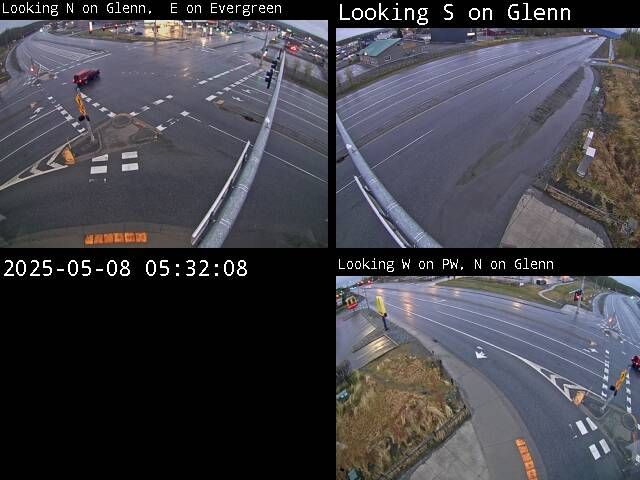 Looking N on Glenn, E on Evergreen
Looking S on Glenn
2025-05-08 05:32:08
Looking W on PW, N on Glenn